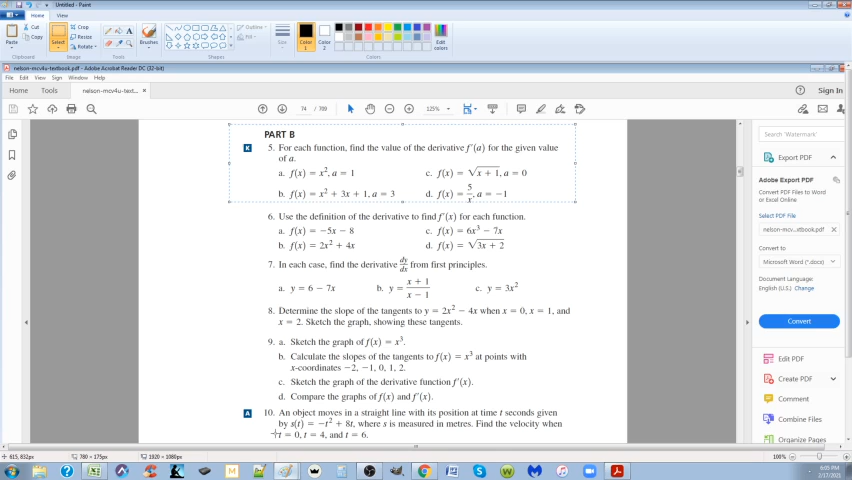 Untitled - Paint
Home
View
Cut
Copy
Paste
Crop
Resize
Rotate
Select
Brushes
Outline
Fill
Size
Color 1
Color 2
Edit colors
Clipboard
Image
Tools
Shapes
Colors
nelson-mcv4u-textbook.pdf - Adobe Acrobat Reader DC (32-bit)
File Edit View Sign Window Help
Home Tools nelson-mcv4u-text... × Sign In
74 / 709 125%
PART B
K 5. For each function, find the value of the derivative f′(a) for the given value
of a.
a. f(x) = x², a = 1 c. f(x) = √(x + 1), a = 0
b. f(x) = x² + 3x + 1, a = 3 d. f(x) = 5/x, a = −1
6. Use the definition of the derivative to find f′(x) for each function.
a. f(x) = −5x − 8 c. f(x) = 6x³ − 7x
b. f(x) = 2x² + 4x d. f(x) = √(3x + 2)
7. In each case, find the derivative dy/dx from first principles.
a. y = 6 − 7x b. y = (x + 1)/(x − 1) c. y = 3x²
8. Determine the slope of the tangents to y = 2x² − 4x when x = 0, x = 1, and
x = 2. Sketch the graph, showing these tangents.
9. a. Sketch the graph of f(x) = x³.
b. Calculate the slopes of the tangents to f(x) = x³ at points with
x-coordinates −2, −1, 0, 1, 2.
c. Sketch the graph of the derivative function f′(x).
d. Compare the graphs of f(x) and f′(x).
A 10. An object moves in a straight line with its position at time t seconds given
by s(t) = −t² + 8t, where s is measured in metres. Find the velocity when
t = 0, t = 4, and t = 6.
Search 'Watermark'
Export PDF
Adobe Export PDF
Convert PDF Files to Word
or Excel Online
Select PDF File
nelson-mcv...xtbook.pdf ×
Convert to
Microsoft Word (*.docx)
Document Language:
English (U.S.) Change
Convert
Edit PDF
Create PDF
Comment
Combine Files
Organize Pages
615, 832px
780 × 175px
1920 × 1080px
100%
6:03 PM
2/17/2021